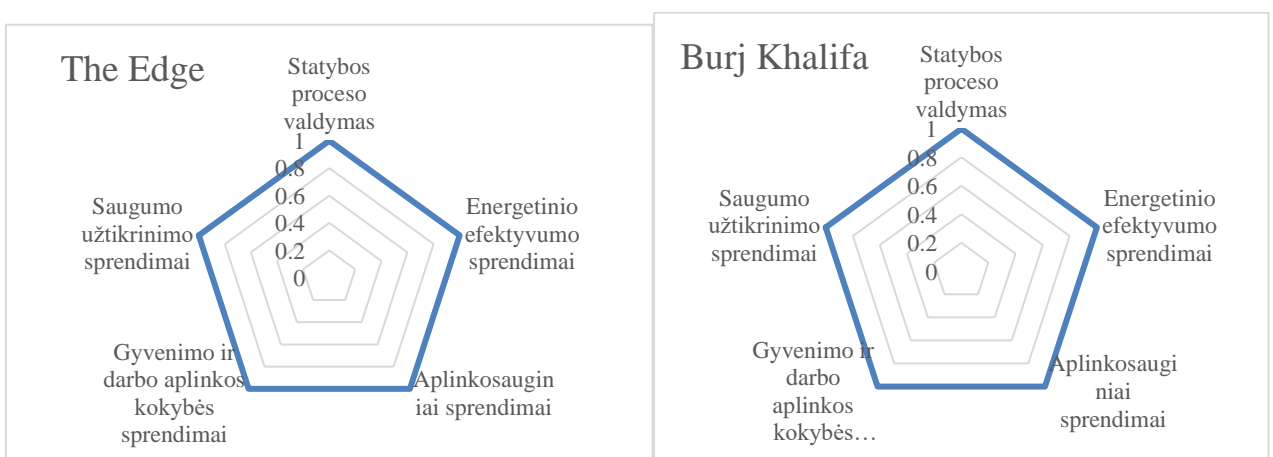 The Edge
Statybos
proceso
valdymas
1
0.8
0.6
0.4
0.2
0
Energetinio
efektyvumo
sprendimai
Aplinkosaugin
iai sprendimai
Gyvenimo ir
darbo aplinkos
kokybės
sprendimai
Saugumo
užtikrinimo
sprendimai
Burj Khalifa
Statybos
proceso
valdymas
1
0.8
0.6
0.4
0.2
0
Energetinio
efektyvumo
sprendimai
Aplinkosaugi
niai
sprendimai
Gyvenimo ir
darbo
aplinkos
kokybės…
Saugumo
užtikrinimo
sprendimai